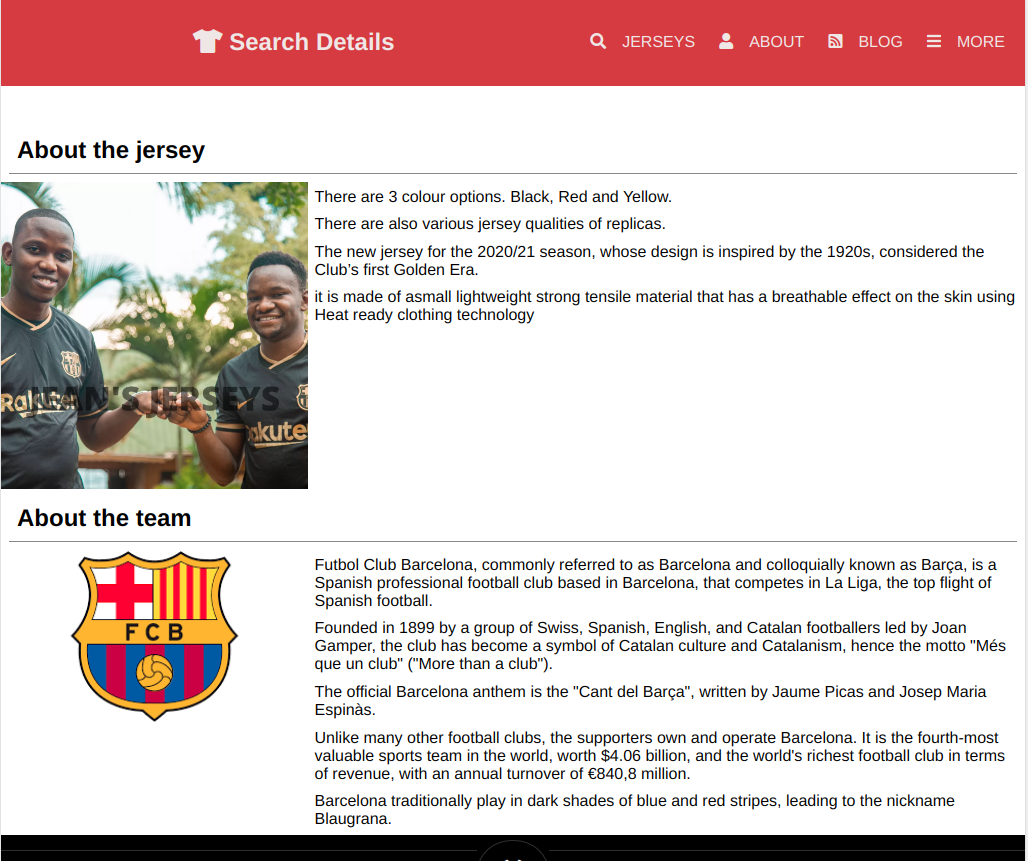 Search Details
JERSEYS
ABOUT
BLOG
MORE
About the jersey
There are 3 colour options. Black, Red and Yellow.
There are also various jersey qualities of replicas.
The new jersey for the 2020/21 season, whose design is inspired by the 1920s, considered the
Club's first Golden Era.
it is made of asmall lightweight strong tensile material that has a breathable effect on the skin using
Heat ready clothing technology
JEAN'S JERSEYS
Rakuten
akute
About the team
FCB
Futbol Club Barcelona, commonly referred to as Barcelona and colloquially known as Barça, is a
Spanish professional football club based in Barcelona, that competes in La Liga, the top flight of
Spanish football.
Founded in 1899 by a group of Swiss, Spanish, English, and Catalan footballers led by Joan
Gamper, the club has become a symbol of Catalan culture and Catalanism, hence the motto "Més
que un club" ("More than a club").
The official Barcelona anthem is the "Cant del Barça", written by Jaume Picas and Josep Maria
Espinàs.
Unlike many other football clubs, the supporters own and operate Barcelona. It is the fourth-most
valuable sports team in the world, worth $4.06 billion, and the world's richest football club in terms
of revenue, with an annual turnover of €840,8 million.
Barcelona traditionally play in dark shades of blue and red stripes, leading to the nickname
Blaugrana.